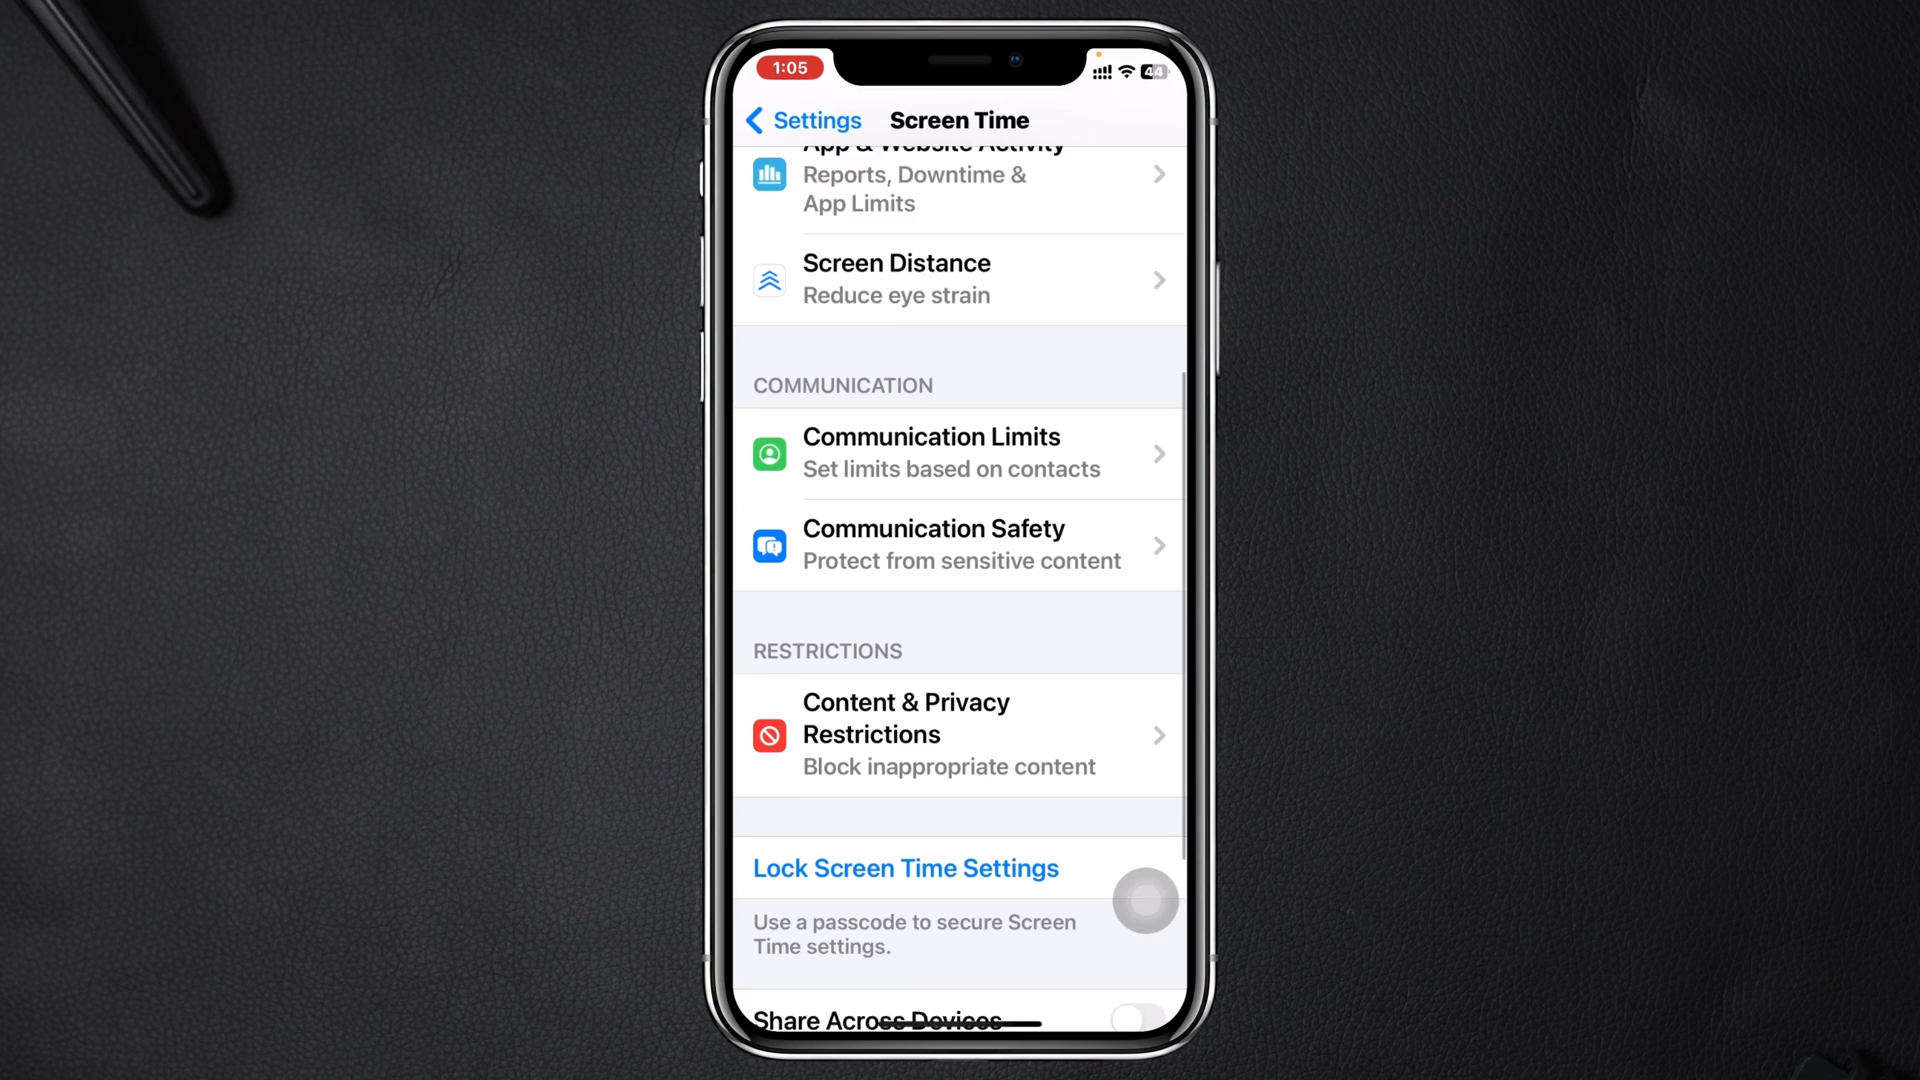 1:05
44
Settings
Screen Time
App & Website Activity
Reports, Downtime &
App Limits
Screen Distance
Reduce eye strain
COMMUNICATION
Communication Limits
Set limits based on contacts
Communication Safety
Protect from sensitive content
RESTRICTIONS
Content & Privacy
Restrictions
Block inappropriate content
Lock Screen Time Settings
Use a passcode to secure Screen
Time settings.
Share Across Devices